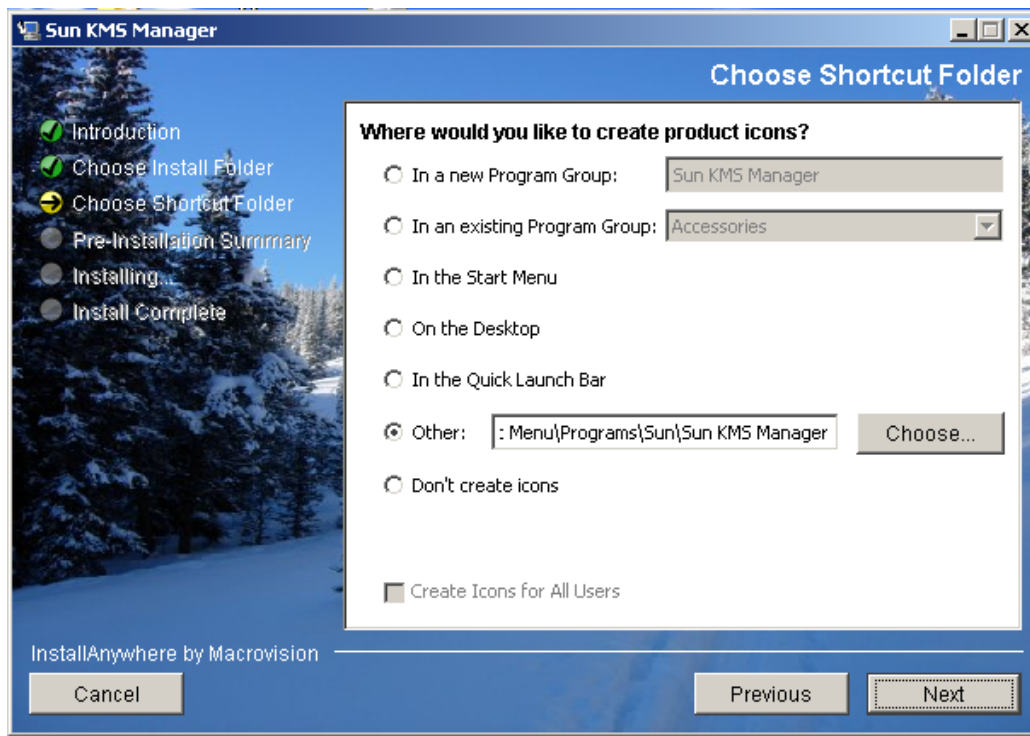 Sun KMS Manager
Choose Shortcut Folder
Introduction
Choose Install Folder
Choose Shortcut Folder
Pre-Installation Summary
Installing...
Install Complete
Where would you like to create product icons?
In a new Program Group: Sun KMS Manager
In an existing Program Group: Accessories
In the Start Menu
On the Desktop
In the Quick Launch Bar
Other: : Menu\Programs\Sun\Sun KMS Manager Choose...
Don't create icons
Create Icons for All Users
InstallAnywhere by Macrovision
Cancel Previous Next